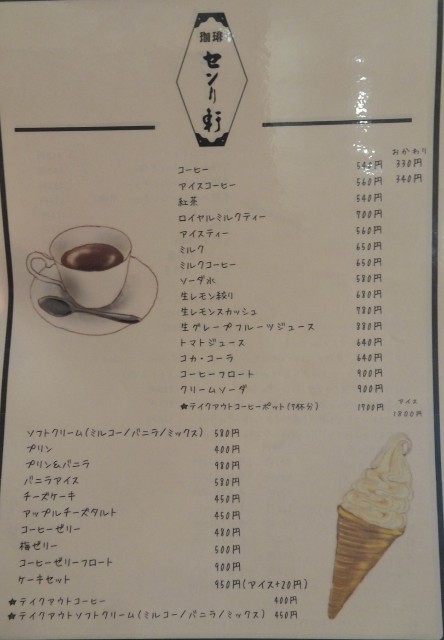 珈琲
センリ軒
おかわり
コーヒー 540円 330円
アイスコーヒー 560円 340円
紅茶 540円
ロイヤルミルクティー 700円
アイスティー 560円
ミルク 650円
ミルクコーヒー 650円
ソーダ水 580円
生レモン絞り 680円
生レモンスカッシュ 780円
生グレープフルーツジュース 880円
トマトジュース 640円
コカ・コーラ 640円
コーヒーフロート 900円
クリームソーダ 900円
★テイクアウトコーヒーポット(7杯分) 1700円 アイス 1800円
ソフトクリーム(ミルコー/バニラ/ミックス) 580円
プリン 400円
プリン&バニラ 980円
バニラアイス 580円
チーズケーキ 450円
アップルチーズタルト 450円
コーヒーゼリー 480円
梅ゼリー 500円
コーヒーゼリーフロート 900円
ケーキセット 950円(アイス+20円)
★テイクアウトコーヒー 400円
★テイクアウトソフトクリーム(ミルコー/バニラ/ミックス) 450円